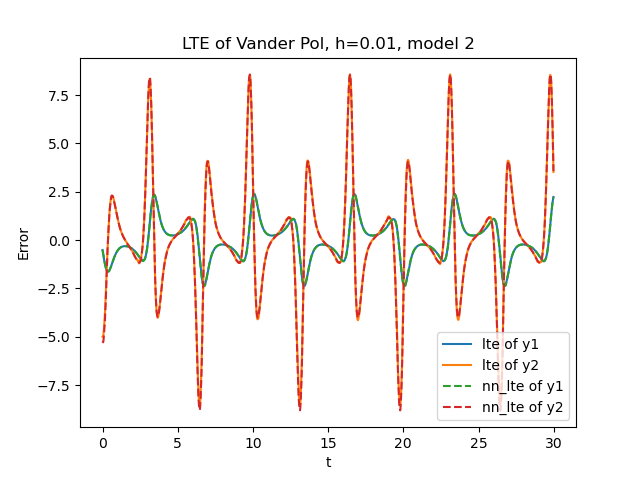 LTE of Vander Pol, h=0.01, model 2
Error
7.5
5.0
2.5
0.0
−2.5
−5.0
−7.5
lte of y1
lte of y2
nn_lte of y1
nn_lte of y2
0 5 10 15 20 25 30
t